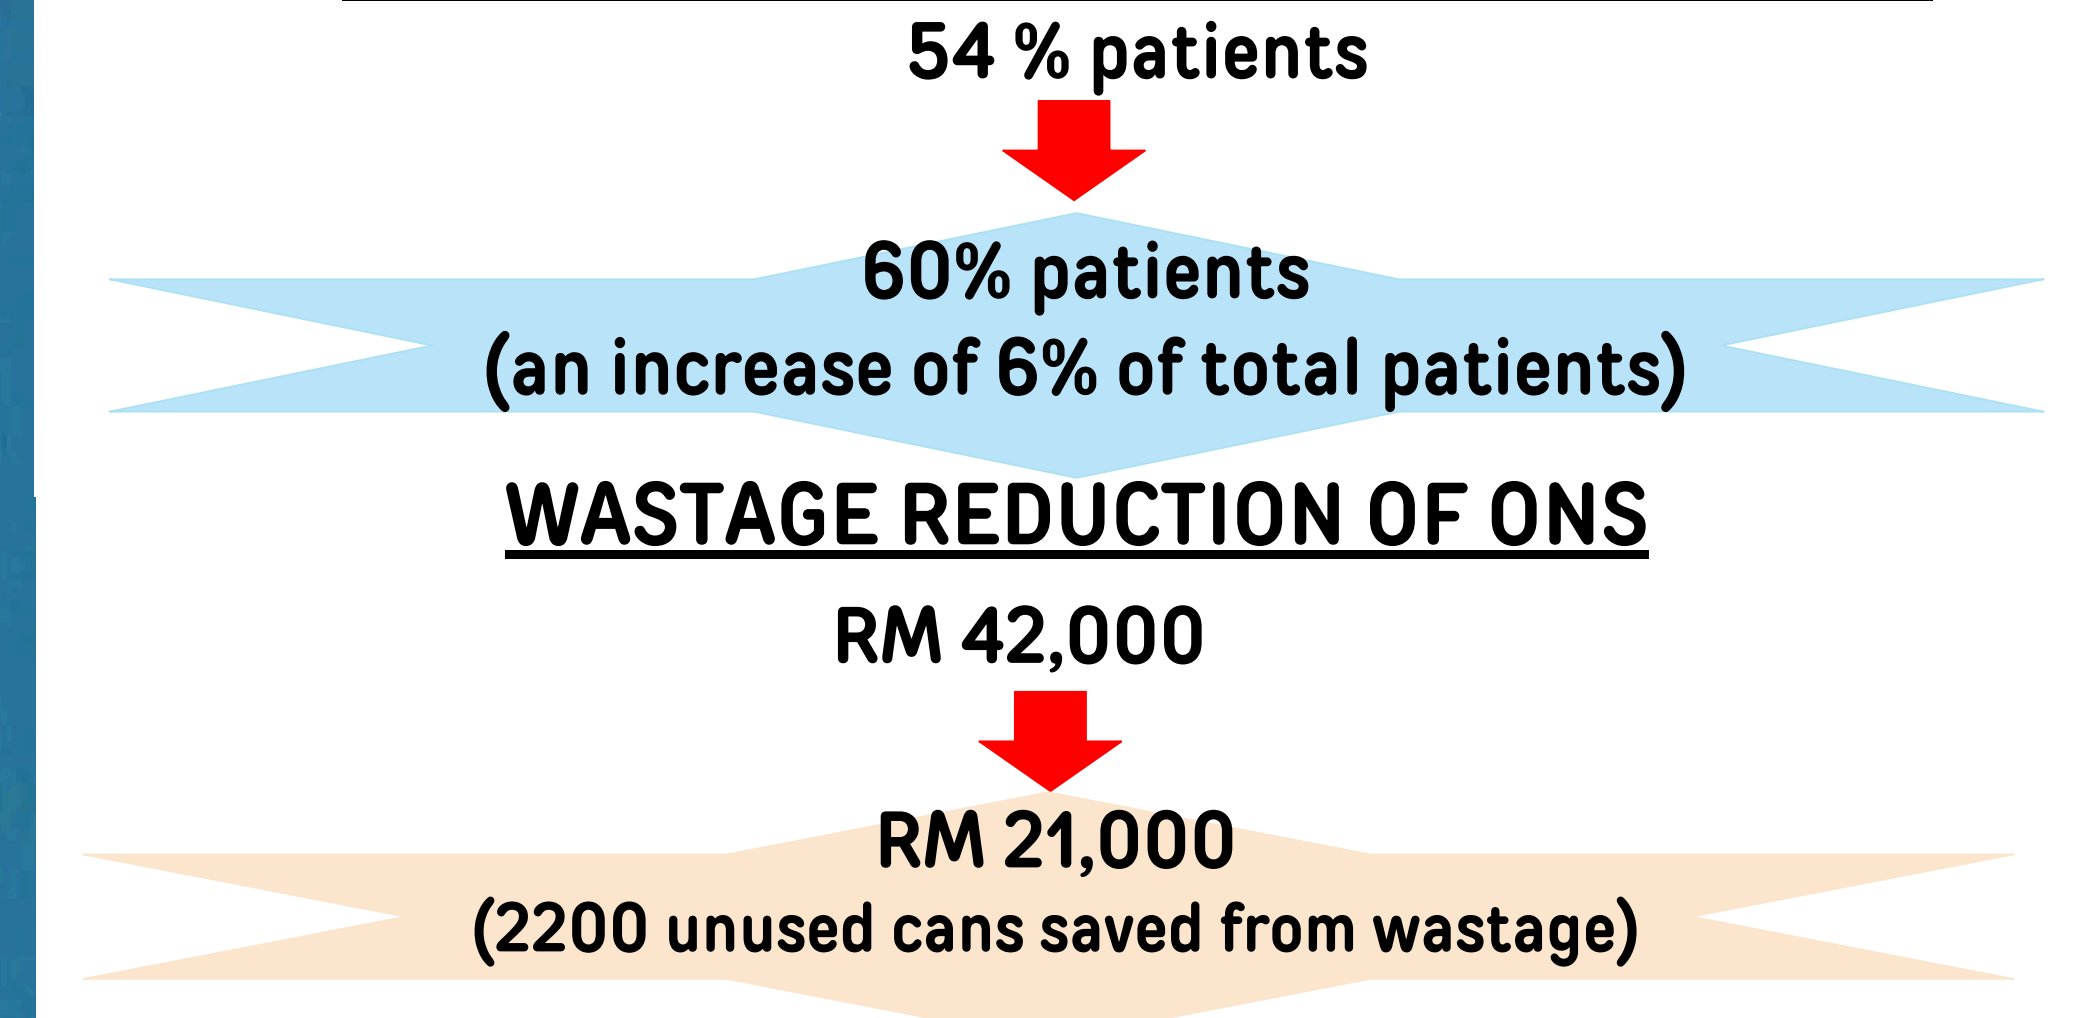 54 % patients
60% patients
(an increase of 6% of total patients)
WASTAGE REDUCTION OF ONS
RM 42,000
RM 21,000
(2200 unused cans saved from wastage)